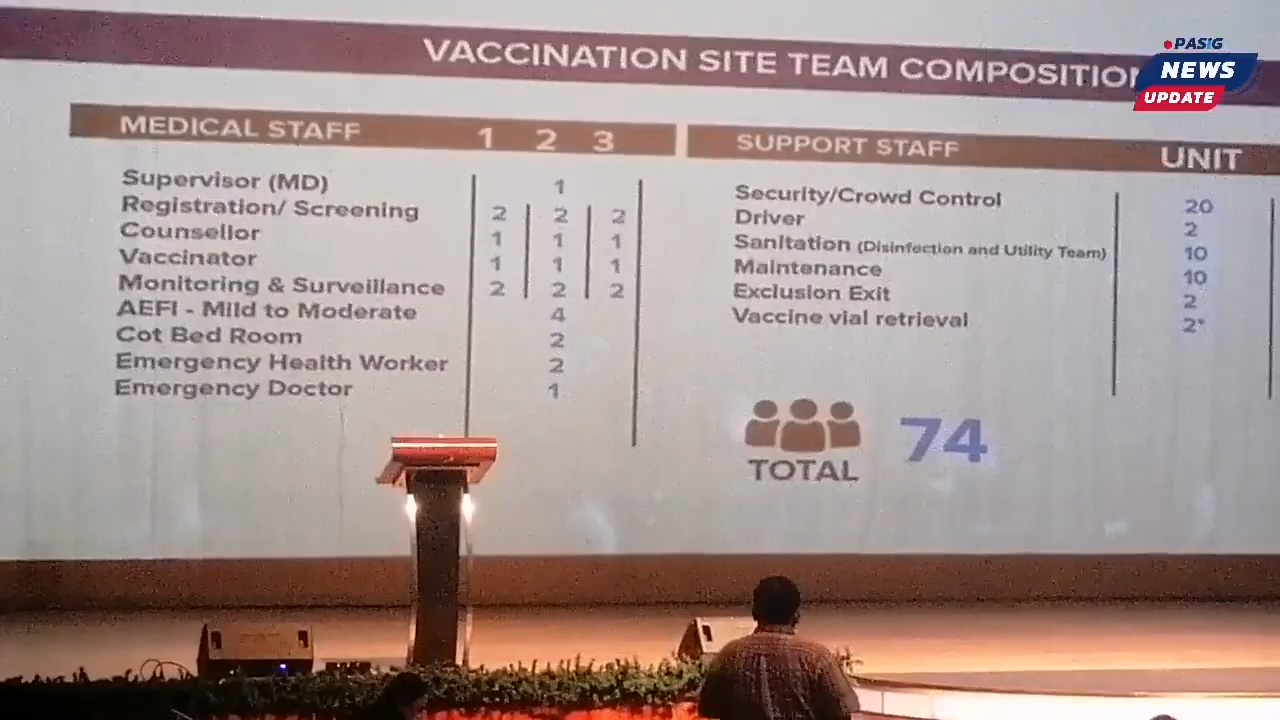 VACCINATION SITE TEAM COMPOSITION
PASIG
NEWS
UPDATE
MEDICAL STAFF 1 2 3
Supervisor (MD) 1
Registration/ Screening 2 2 2
Counsellor 1 1 1
Vaccinator 1 1 1
Monitoring & Surveillance 2 2 2
AEFI - Mild to Moderate 4
Cot Bed Room 2
Emergency Health Worker 2
Emergency Doctor 1
SUPPORT STAFF UNIT
Security/Crowd Control 20
Driver 2
Sanitation (Disinfection and Utility Team) 10
Maintenance 10
Exclusion Exit 2
Vaccine vial retrieval 2*
TOTAL 74